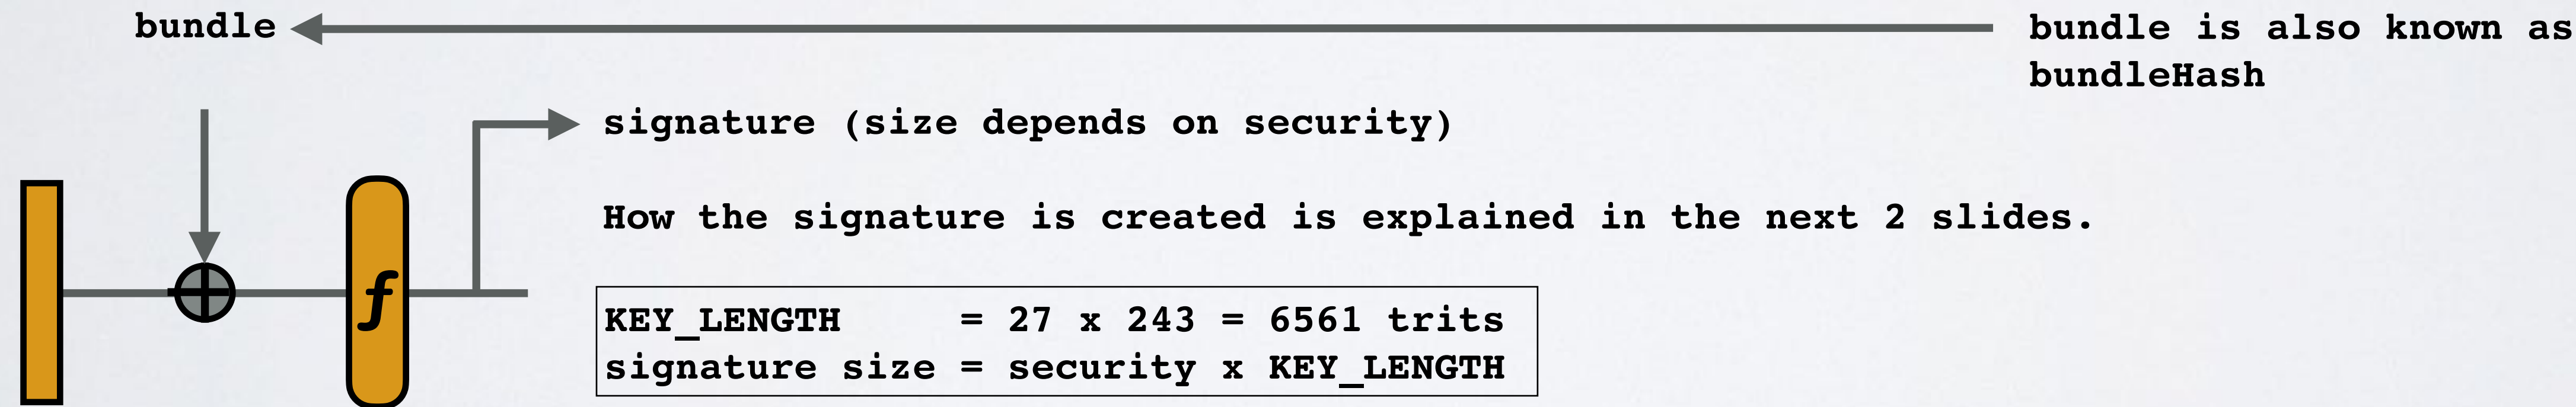 bundle
bundle is also known as
bundleHash
signature (size depends on security)
How the signature is created is explained in the next 2 slides.
f
KEY_LENGTH = 27 x 243 = 6561 trits
signature size = security x KEY_LENGTH